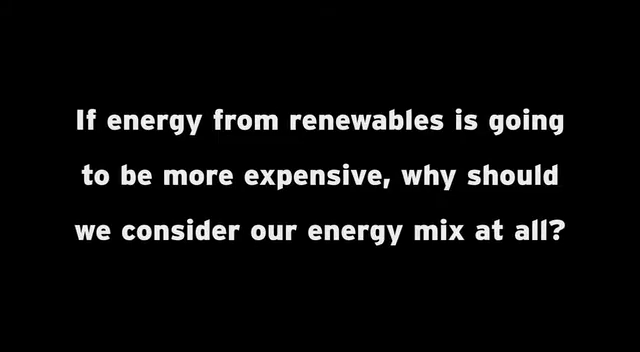 If energy from renewables is going
to be more expensive, why should
we consider our energy mix at all?